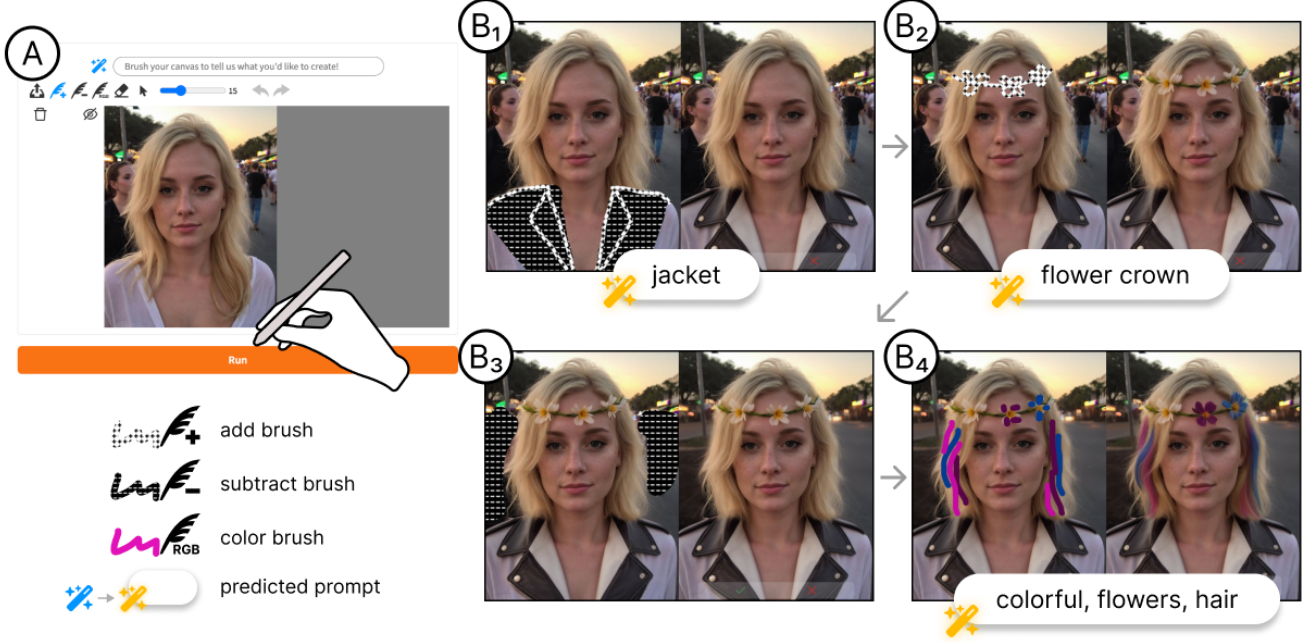 A
Brush your canvas to tell us what you'd like to create!
RGB
15
Run
add brush
subtract brush
RGB
color brush
predicted prompt
B₁
jacket
B₂
flower crown
B₃
B₄
colorful, flowers, hair